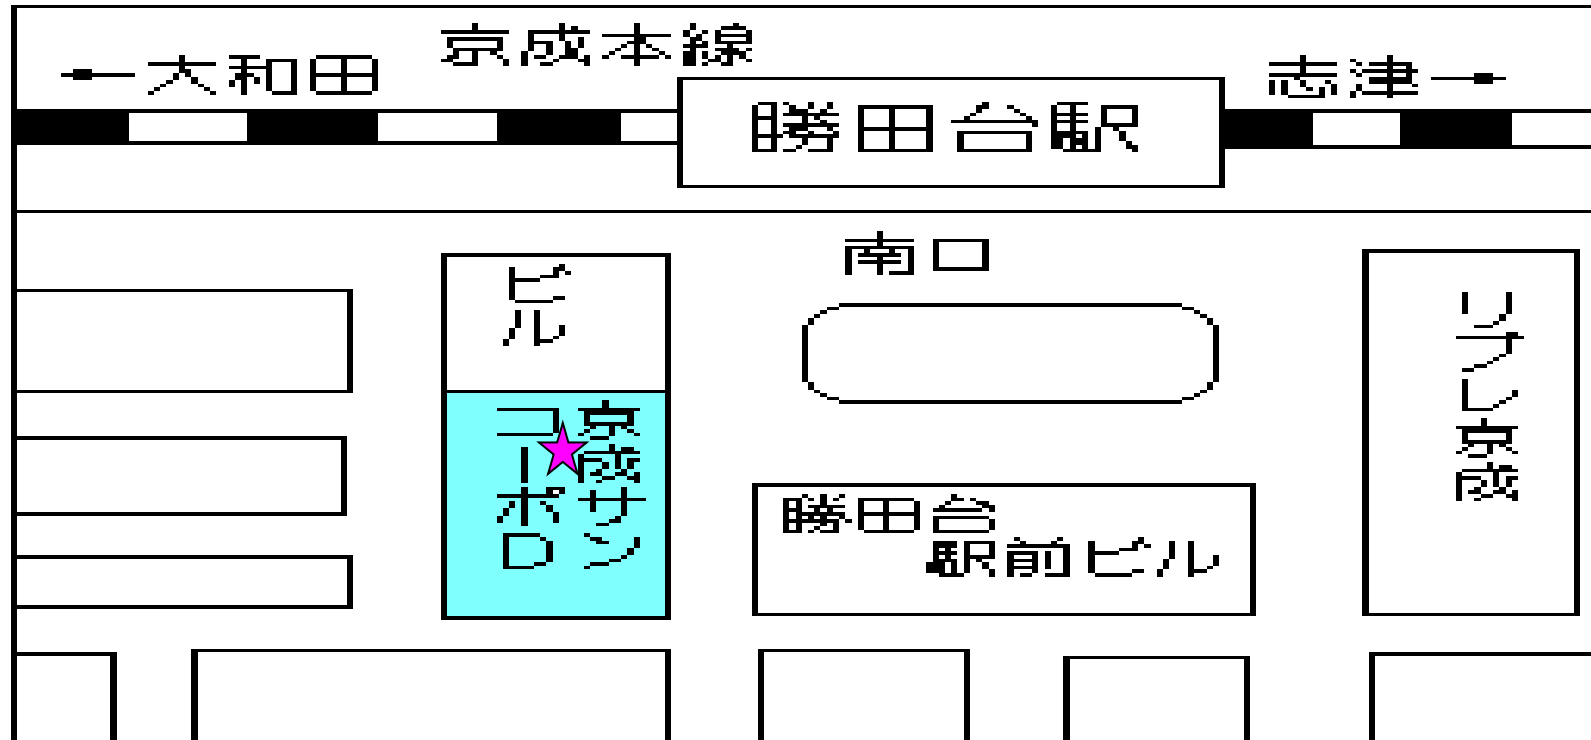 京成本線
←大和田
志津→
勝田台駅
南口
ビル
リブレ京成
京成サン
コーポロ
勝田台
駅前ビル